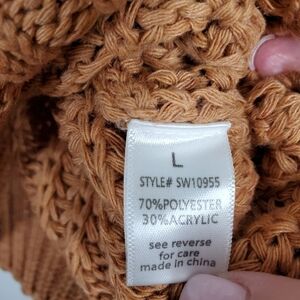 L
STYLE# SW10955
70%POLYESTER
30%ACRYLIC
see reverse
for care
made in china